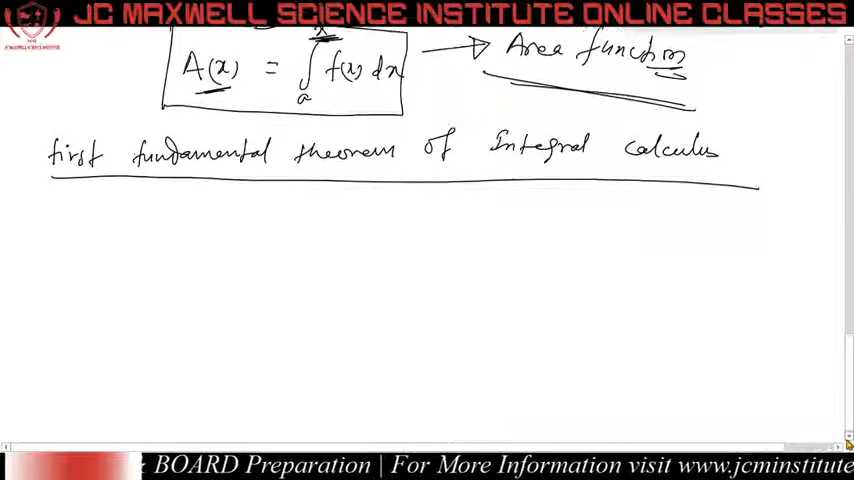 JC MAXWELL SCIENCE INSTITUTE ONLINE CLASSES
A(x) = ∫ₐˣ f(x) dx → Area function
first fundamental theorem of Integral calculus
& BOARD Preparation | For More Information visit www.jcminstitute